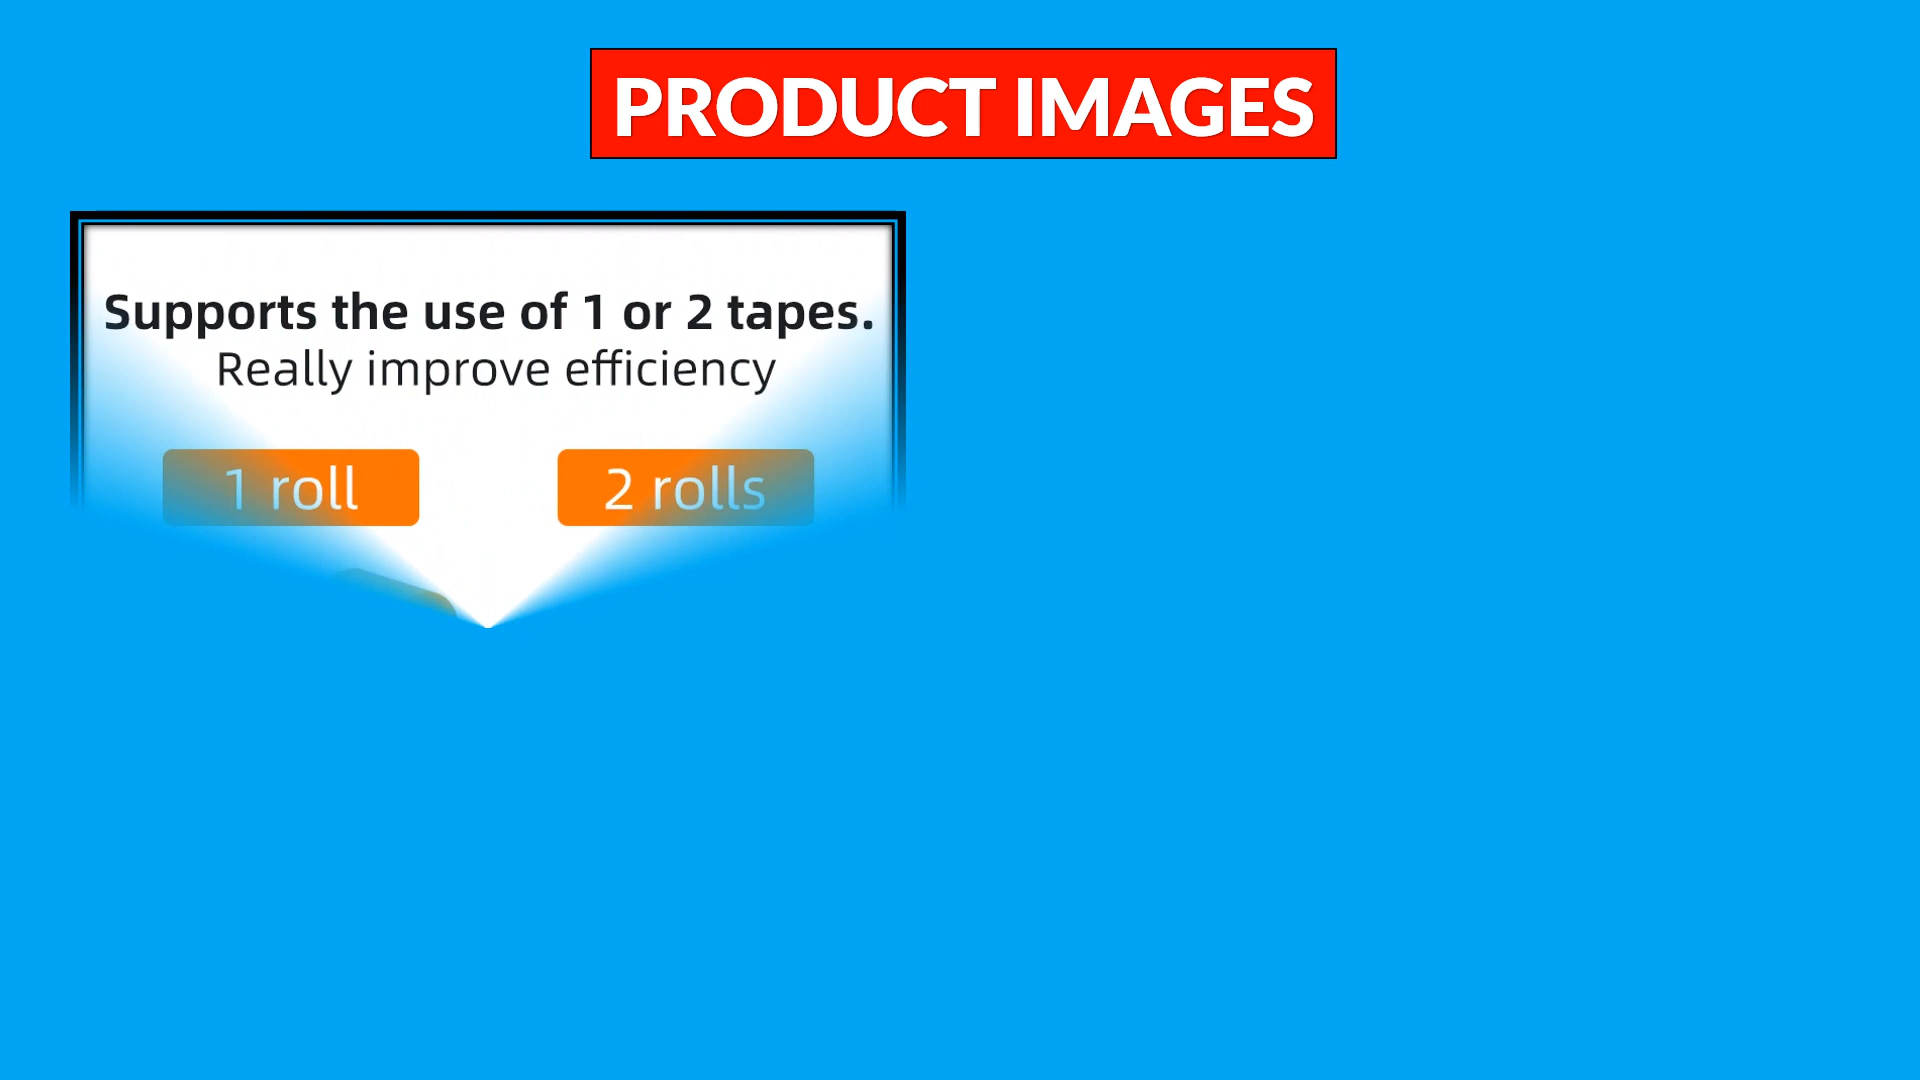 PRODUCT IMAGES
Supports the use of 1 or 2 tapes.
Really improve efficiency
1 roll
2 rolls